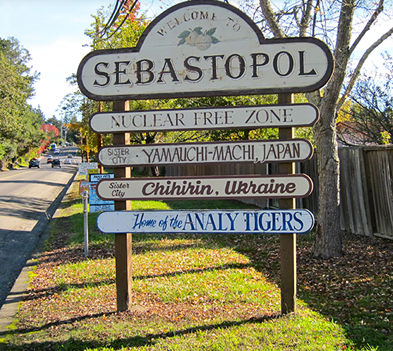 WELCOME TO
SEBASTOPOL
NUCLEAR FREE ZONE
SISTER CITY YAMAUCHI-MACHI, JAPAN
Sister City CHIHIRIN, UKRAINE
Home of the ANALY TIGERS